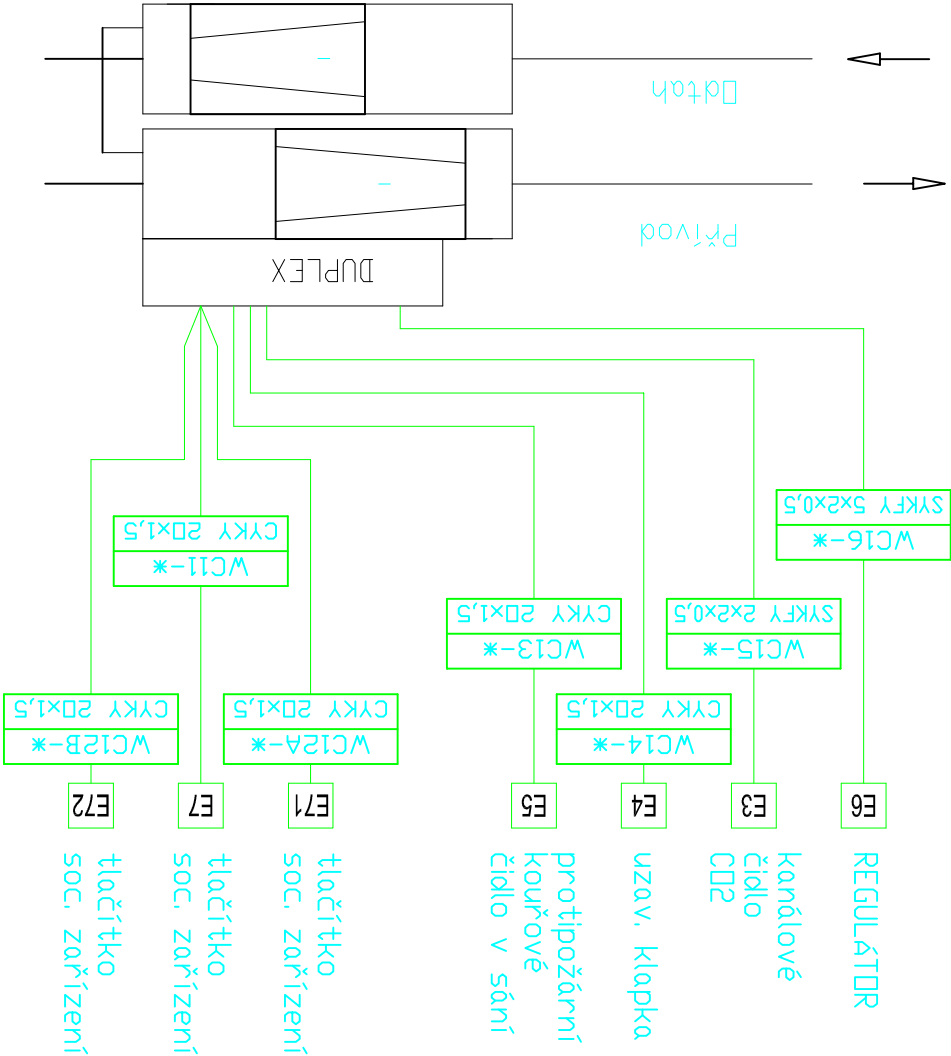 REGULÁTOR
kanálové
čidlo
CO2
uzav. klapka
protipožární
kouřové
čidlo v sání
tlačítko
soc. zařízení
tlačítko
soc. zařízení
tlačítko
soc. zařízení
E6
E3
E4
E5
E71
E7
E72
WC14-*
CYKY 2Ox1,5
WC12A-*
CYKY 2Ox1,5
WC12B-*
CYKY 2Ox1,5
WC15-*
SYKFY 2x2x0,5
WC13-*
CYKY 2Ox1,5
WC11-*
CYKY 2Ox1,5
WC16-*
SYKFY 5x2x0,5
DUPLEX
Přívod
Odtah